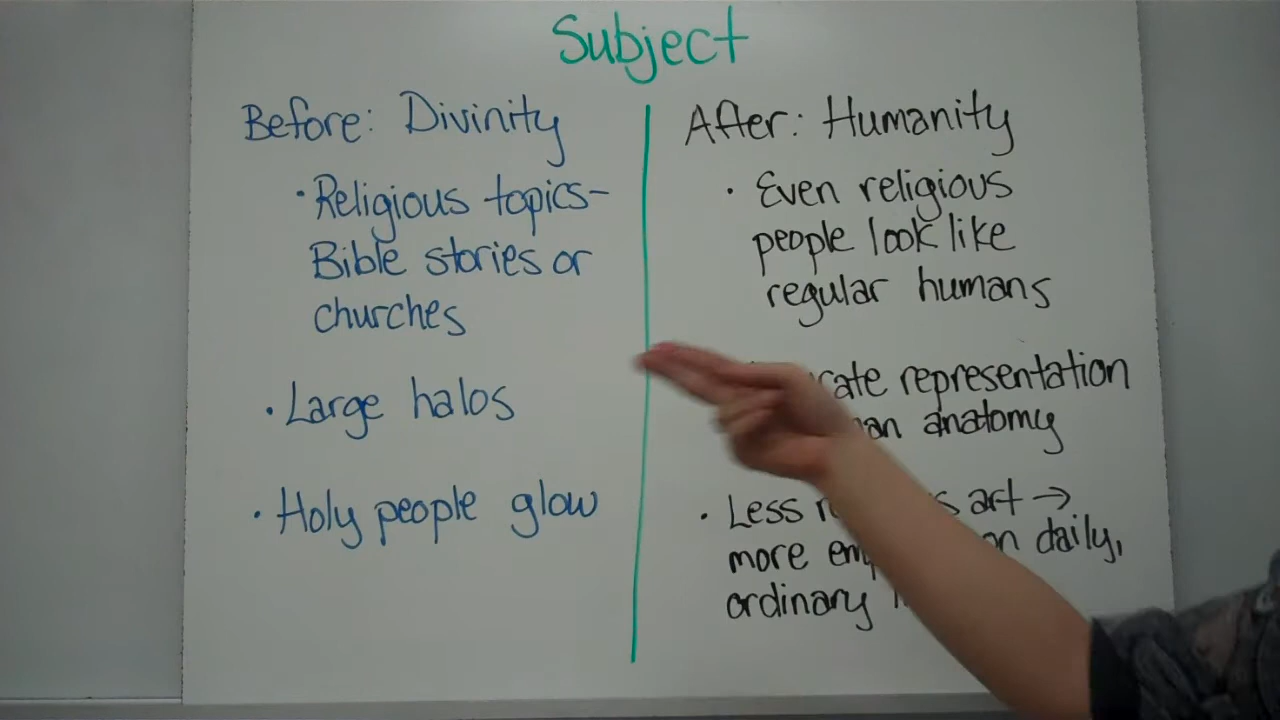 Subject
Before: Divinity
• Religious topics-
Bible stories or
churches
• Large halos
• Holy people glow
After: Humanity
• Even religious
people look like
regular humans
representation
anatomy
• Less art →
more on daily,
ordinary